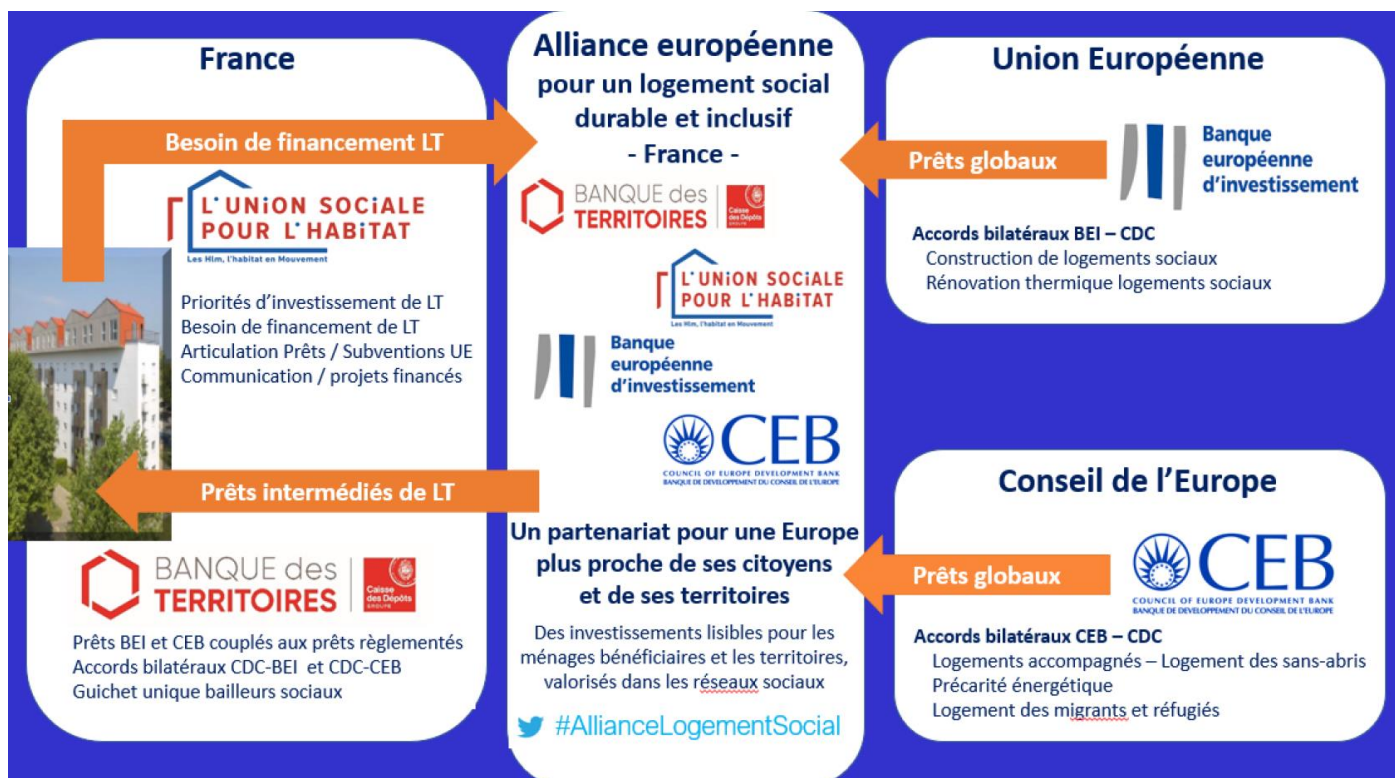 France
Besoin de financement LT
L'UNiON SOCiALE
POUR L'HABiTAT
Les Hlm, l'habitat en Mouvement
Priorités d'investissement de LT
Besoin de financement de LT
Articulation Prêts / Subventions UE
Communication / projets financés
Prêts intermédiés de LT
BANQUE des
TERRITOIRES
Caisse
des Dépôts
GROUPE
Prêts BEI et CEB couplés aux prêts règlementés
Accords bilatéraux CDC-BEI et CDC-CEB
Guichet unique bailleurs sociaux
Alliance européenne
pour un logement social
durable et inclusif
- France -
BANQUE des
TERRITOIRES
Caisse
des Dépôts
GROUPE
L'UNiON SOCiALE
POUR L'HABiTAT
Les Hlm, l'habitat en Mouvement
Banque
européenne
d'investissement
CEB
COUNCIL OF EUROPE DEVELOPMENT BANK
BANQUE DE DÉVELOPPEMENT DU CONSEIL DE L'EUROPE
Un partenariat pour une Europe
plus proche de ses citoyens
et de ses territoires
Des investissements lisibles pour les
ménages bénéficiaires et les territoires,
valorisés dans les réseaux sociaux
#AllianceLogementSocial
Union Européenne
Prêts globaux
Banque
européenne
d'investissement
Accords bilatéraux BEI – CDC
Construction de logements sociaux
Rénovation thermique logements sociaux
Conseil de l'Europe
Prêts globaux
CEB
COUNCIL OF EUROPE DEVELOPMENT BANK
BANQUE DE DÉVELOPPEMENT DU CONSEIL DE L'EUROPE
Accords bilatéraux CEB – CDC
Logements accompagnés – Logement des sans-abris
Précarité énergétique
Logement des migrants et réfugiés